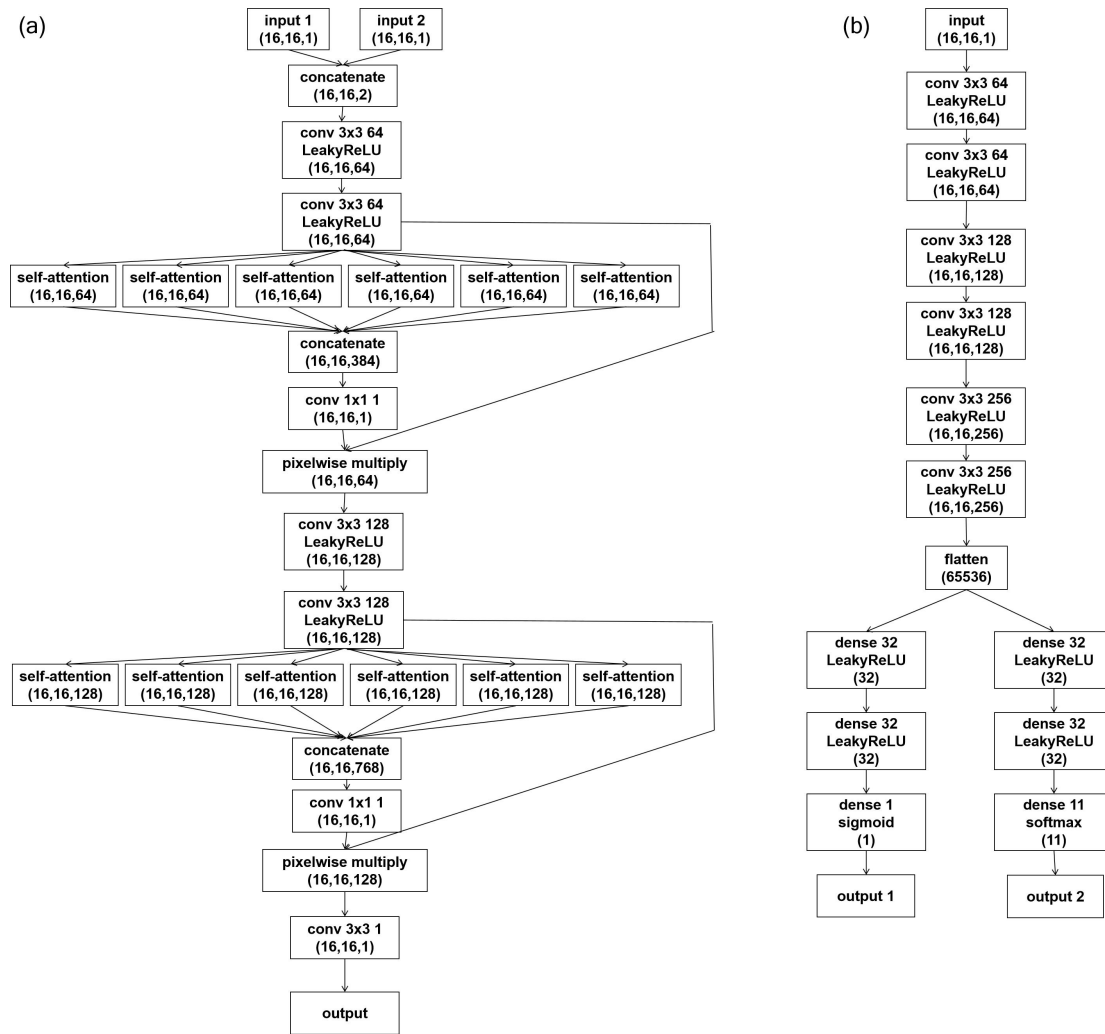 (a)
input 1
(16,16,1)
input 2
(16,16,1)
concatenate
(16,16,2)
conv 3x3 64
LeakyReLU
(16,16,64)
conv 3x3 64
LeakyReLU
(16,16,64)
self-attention
(16,16,64)
self-attention
(16,16,64)
self-attention
(16,16,64)
self-attention
(16,16,64)
self-attention
(16,16,64)
self-attention
(16,16,64)
concatenate
(16,16,384)
conv 1x1 1
(16,16,1)
pixelwise multiply
(16,16,64)
conv 3x3 128
LeakyReLU
(16,16,128)
conv 3x3 128
LeakyReLU
(16,16,128)
self-attention
(16,16,128)
self-attention
(16,16,128)
self-attention
(16,16,128)
self-attention
(16,16,128)
self-attention
(16,16,128)
self-attention
(16,16,128)
concatenate
(16,16,768)
conv 1x1 1
(16,16,1)
pixelwise multiply
(16,16,128)
conv 3x3 1
(16,16,1)
output
(b)
input
(16,16,1)
conv 3x3 64
LeakyReLU
(16,16,64)
conv 3x3 64
LeakyReLU
(16,16,64)
conv 3x3 128
LeakyReLU
(16,16,128)
conv 3x3 128
LeakyReLU
(16,16,128)
conv 3x3 256
LeakyReLU
(16,16,256)
conv 3x3 256
LeakyReLU
(16,16,256)
flatten
(65536)
dense 32
LeakyReLU
(32)
dense 32
LeakyReLU
(32)
dense 1
sigmoid
(1)
output 1
dense 32
LeakyReLU
(32)
dense 32
LeakyReLU
(32)
dense 11
softmax
(11)
output 2